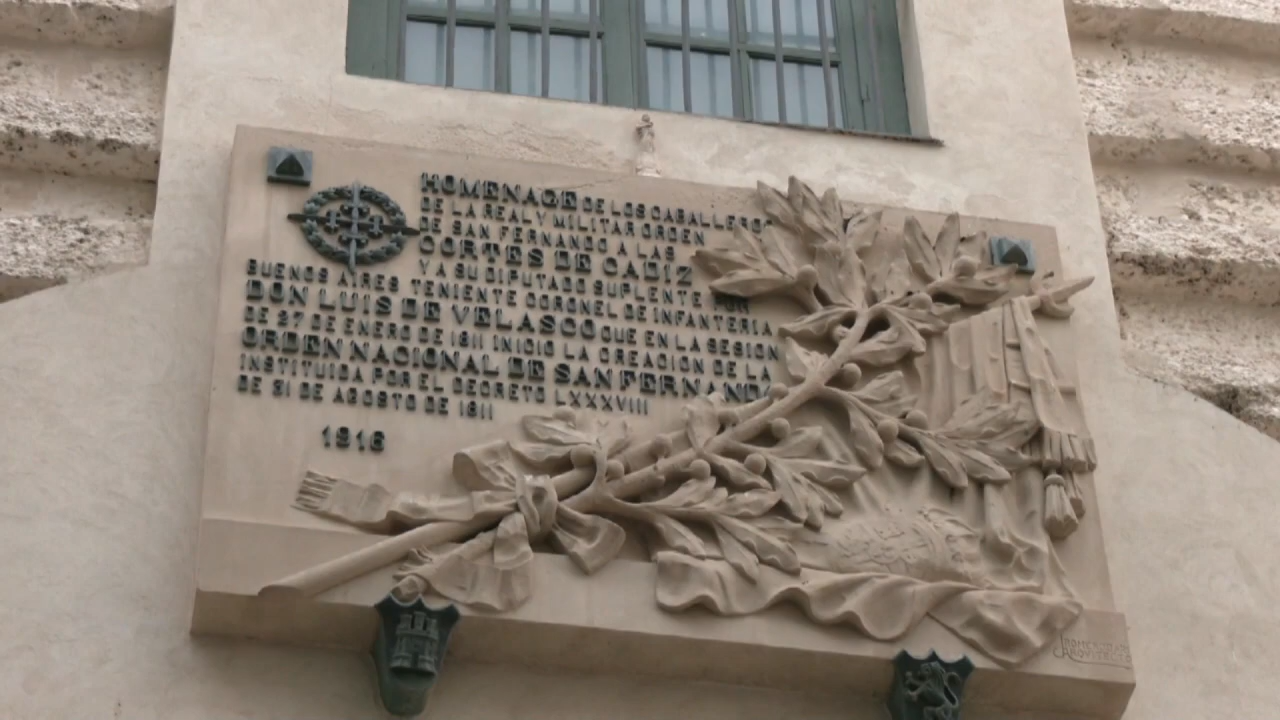 HOMENAGE DE LOS CABALLEROS
DE LA REAL Y MILITAR ORDEN
DE SAN FERNANDO A LAS
CORTES DE CADIZ
Y A SU DIPUTADO SUPLENTE POR
BUENOS AIRES TENIENTE CORONEL DE INFANTERIA
DON LUIS DE VELASCO QUE EN LA SESION
DE 27 DE ENERO DE 1811 INICIO LA CREACION DE LA
ORDEN NACIONAL DE SAN FERNANDO
INSTITUIDA POR EL DECRETO LXXXVIII
DE 31 DE AGOSTO DE 1811
1916
ARQUITECTO